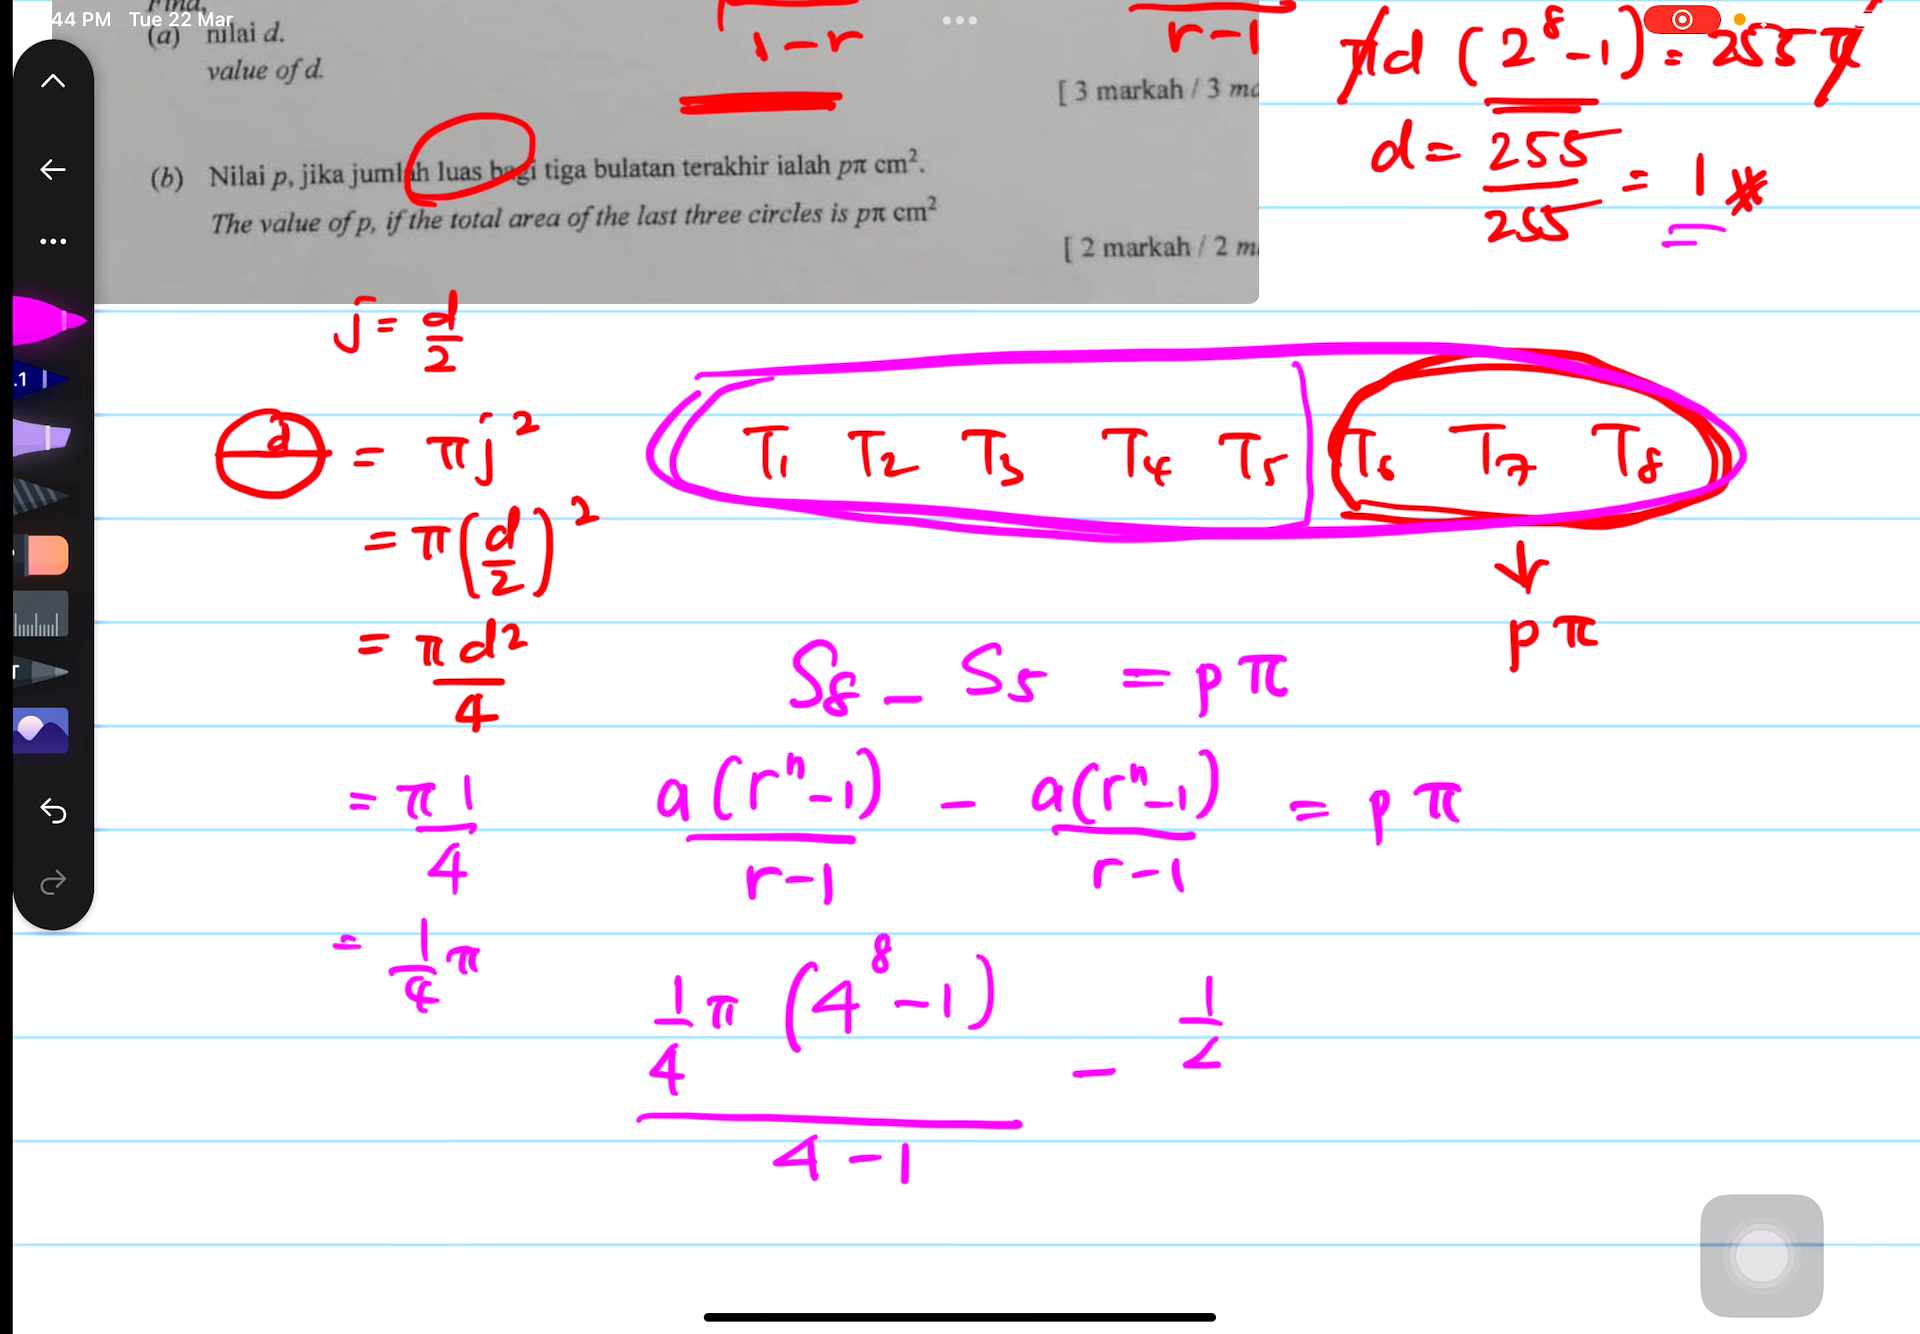 44 PM Tue 22 Mar
Find,
(a) nilai d.
value of d.
1 - r
r - 1
[ 3 markah / 3 ma
πd (2⁸ - 1) = 255 π
d = 255/255 = 1 *
(b) Nilai p, jika jumlah luas bagi tiga bulatan terakhir ialah pπ cm².
The value of p, if the total area of the last three circles is pπ cm²
[ 2 markah / 2 m
j = d/2
d = πj²
= π(d/2)²
= πd²/4
= π1/4
= 1/4 π
T₁ T₂ T₃ T₄ T₅ T₆ T₇ T₈
↓
pπ
S₈ - S₅ = pπ
a(rⁿ - 1)/r - 1 - a(rⁿ - 1)/r - 1 = pπ
1/4 π (4⁸ - 1)/4 - 1 - 1/
.1
T